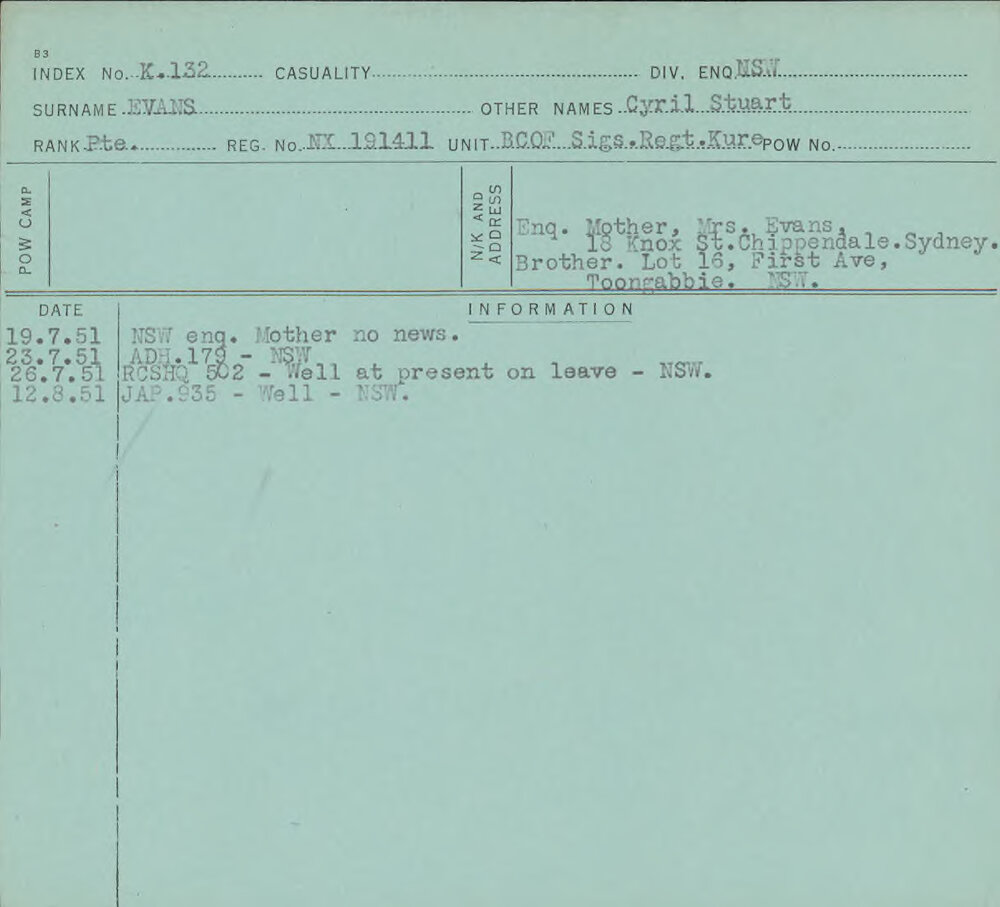 B3
INDEX No. K.132 CASUALITY DIV. ENQ. NSW
SURNAME EVANS OTHER NAMES Cyril Stuart
RANK Pte. REG. No. NX 191411 UNIT BCOF Sigs.Regt.Kure POW No.
POW CAMP
N/K AND ADDRESS
Enq. Mother, Mrs. Evans,
18 Knox St.Chippendale.Sydney.
Brother. Lot 16, First Ave,
Toongabbie. NSW.
DATE INFORMATION
19.7.51 NSW enq. Mother no news.
23.7.51 ADH.179 - NSW
26.7.51 RCSHQ 502 - Well at present on leave - NSW.
12.8.51 JAP.935 - Well - NSW.